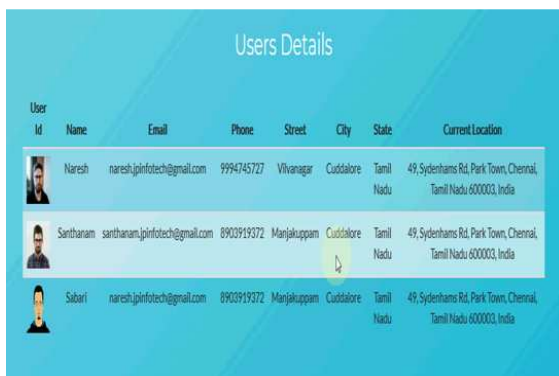 Users Details
User Id Name Email Phone Street City State Current Location
Naresh naresh.jpinfotech@gmail.com 9994745727 Vilvanagar Cuddalore Tamil Nadu 49, Sydenhams Rd, Park Town, Chennai, Tamil Nadu 600003, India
Santhanam santhanam.jpinfotech@gmail.com 8903919372 Manjakuppam Cuddalore Tamil Nadu 49, Sydenhams Rd, Park Town, Chennai, Tamil Nadu 600003, India
Sabari naresh.jpinfotech@gmail.com 8903919372 Manjakuppam Cuddalore Tamil Nadu 49, Sydenhams Rd, Park Town, Chennai, Tamil Nadu 600003, India